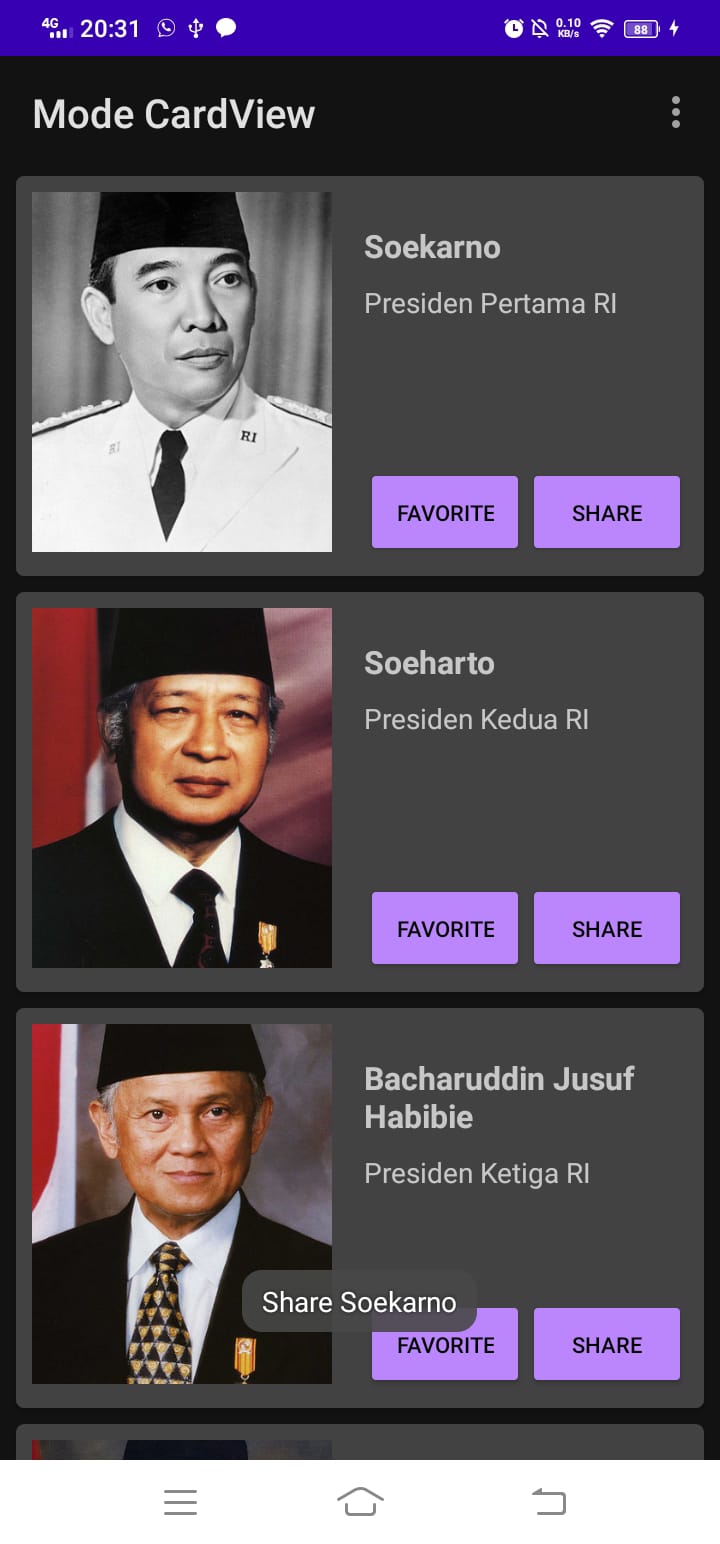 4G 20:31 0.10 KB/s 88
Mode CardView
Soekarno
Presiden Pertama RI
RI RI
FAVORITE SHARE
Soeharto
Presiden Kedua RI
FAVORITE SHARE
Bacharuddin Jusuf
Habibie
Presiden Ketiga RI
Share Soekarno
FAVORITE SHARE